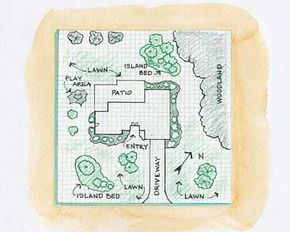 LAWN
ISLAND
BED
WOODLAND
PLAY
AREA
PATIO
ENTRY
N
LAWN
DRIVEWAY
ISLAND BED
LAWN